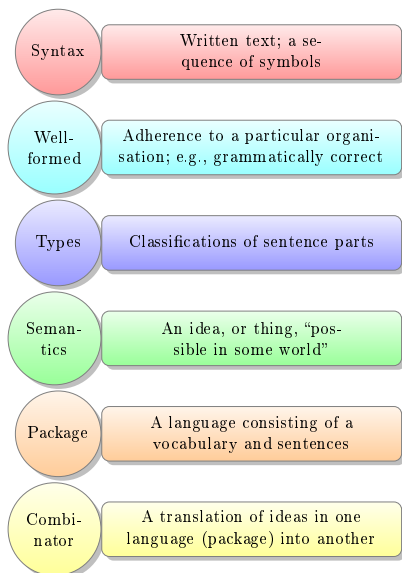 Syntax
Written text; a se-
quence of symbols
Well-
formed
Adherence to a particular organi-
sation; e.g., grammatically correct
Types
Classifications of sentence parts
Seman-
tics
An idea, or thing, “pos-
sible in some world”
Package
A language consisting of a
vocabulary and sentences
Combi-
nator
A translation of ideas in one
language (package) into another